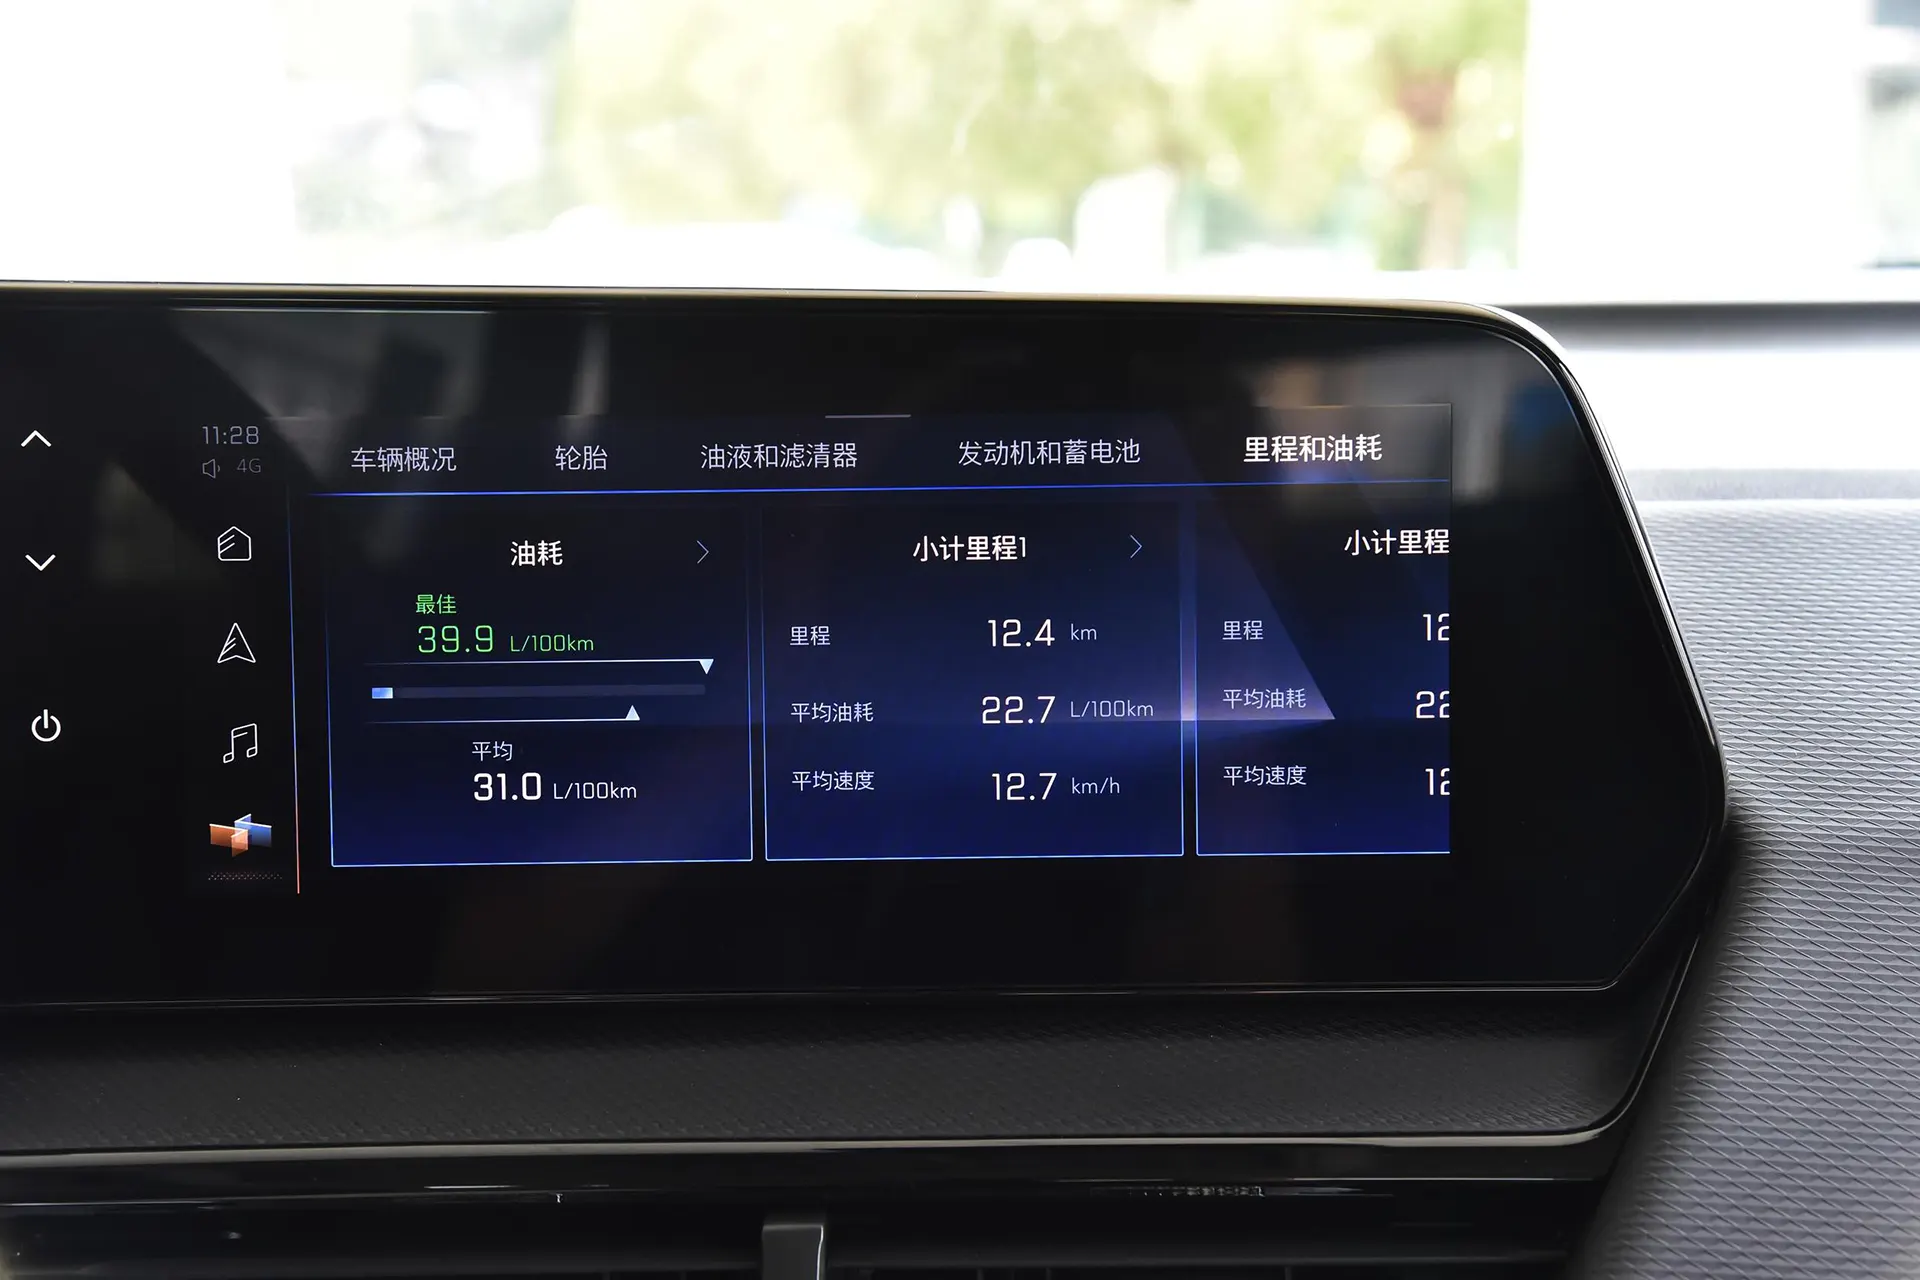 11:28
4G
车辆概况 轮胎 油液和滤清器 发动机和蓄电池 里程和油耗
油耗
最佳
39.9 L/100km
平均
31.0 L/100km
小计里程1
里程 12.4 km
平均油耗 22.7 L/100km
平均速度 12.7 km/h
小计里程
里程 12
平均油耗 22
平均速度 12